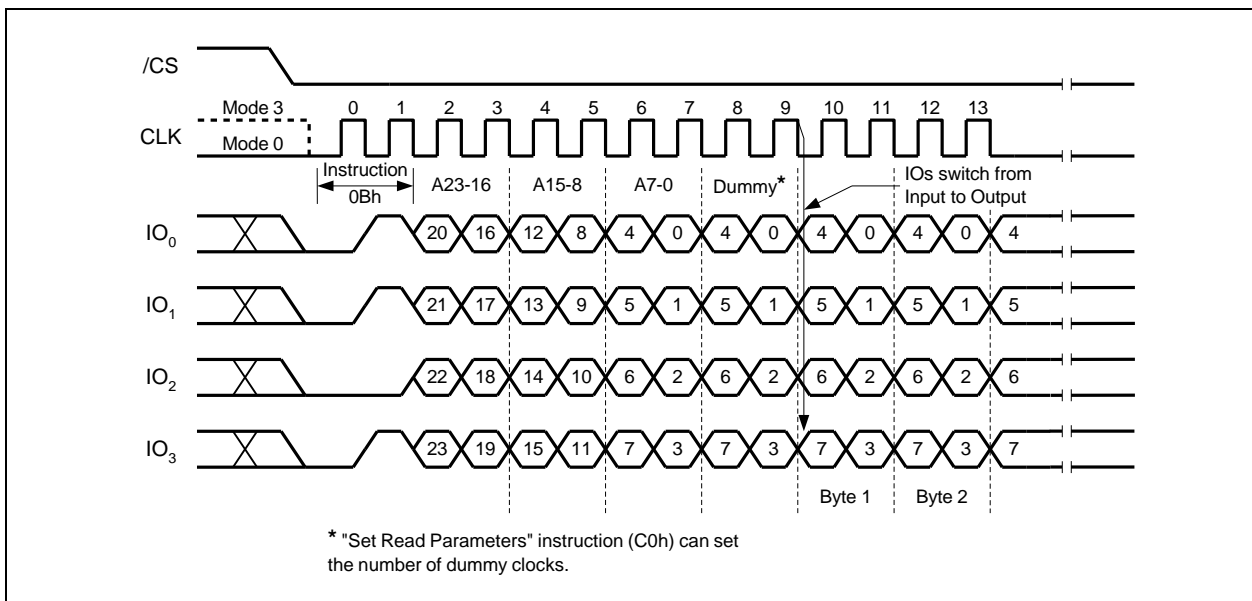 /CS
Mode 3 0 1 2 3 4 5 6 7 8 9 10 11 12 13
CLK
Mode 0
Instruction
0Bh
A23-16 A15-8 A7-0 Dummy*
IOs switch from
Input to Output
IO0 20 16 12 8 4 0 4 0 4 0 4 0 4
IO1 21 17 13 9 5 1 5 1 5 1 5 1 5
IO2 22 18 14 10 6 2 6 2 6 2 6 2 6
IO3 23 19 15 11 7 3 7 3 7 3 7 3 7
Byte 1 Byte 2
* "Set Read Parameters" instruction (C0h) can set
the number of dummy clocks.